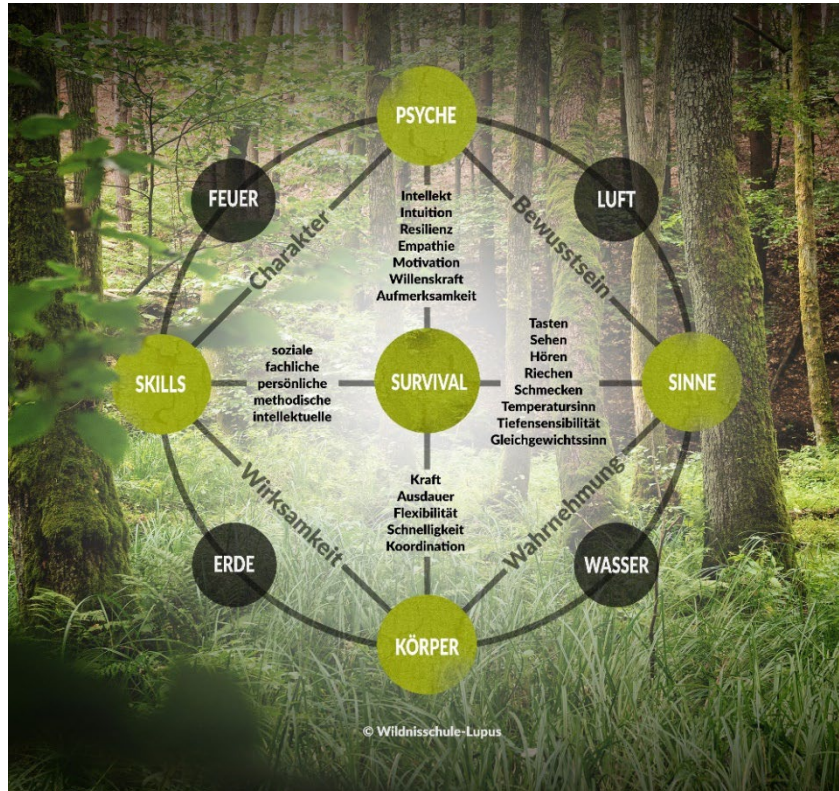 PSYCHE
FEUER
LUFT
Charakter
Bewusstsein
Intellekt
Intuition
Resilienz
Empathie
Motivation
Willenskraft
Aufmerksamkeit
SKILLS
soziale
fachliche
persönliche
methodische
intellektuelle
SURVIVAL
Tasten
Sehen
Hören
Riechen
Schmecken
Temperatursinn
Tiefensensibilität
Gleichgewichtssinn
SINNE
Wirksamkeit
Kraft
Ausdauer
Flexibilität
Schnelligkeit
Koordination
Wahrnehmung
ERDE
WASSER
KÖRPER
© Wildnisschule-Lupus